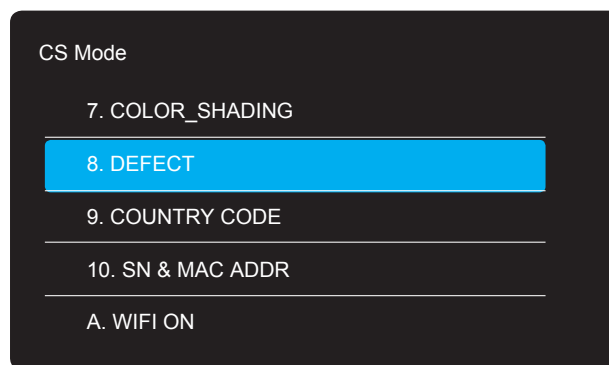 CS Mode
7. COLOR_SHADING
8. DEFECT
9. COUNTRY CODE
10. SN & MAC ADDR
A. WIFI ON